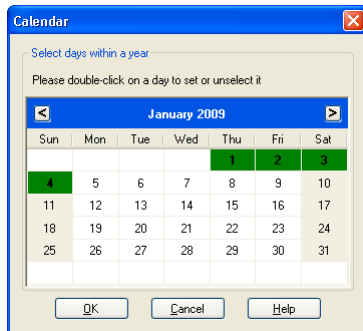 Calendar
Select days within a year
Please double-click on a day to set or unselect it
< January 2009 >
Sun Mon Tue Wed Thu Fri Sat
1 2 3
4 5 6 7 8 9 10
11 12 13 14 15 16 17
18 19 20 21 22 23 24
25 26 27 28 29 30 31
OK Cancel Help